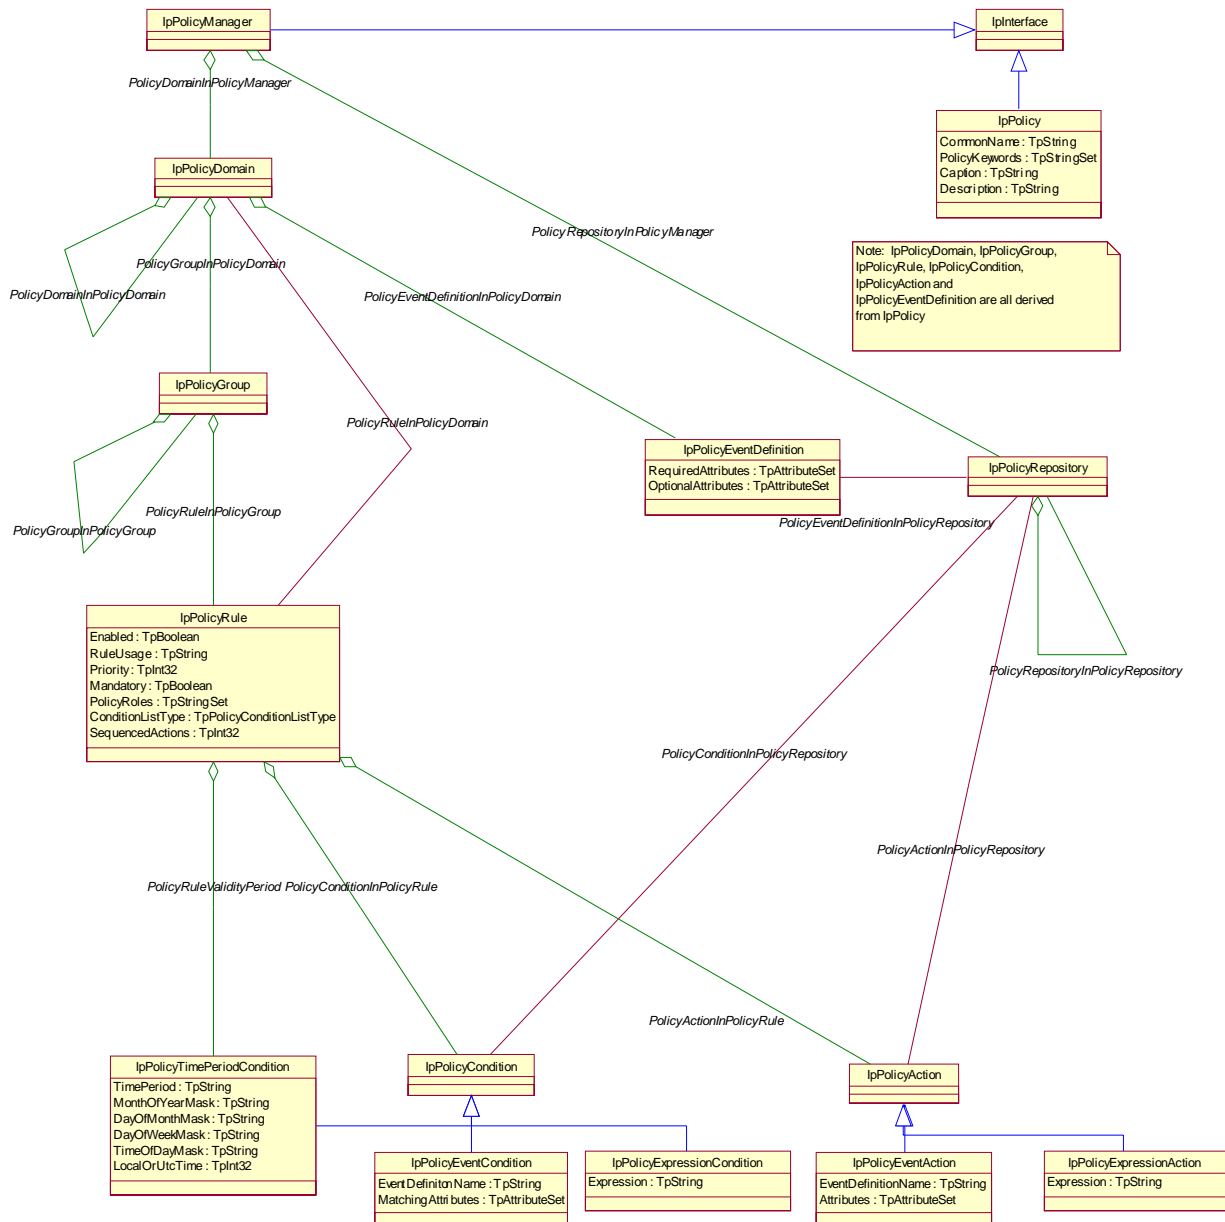 IpPolicyManager
IpInterface
PolicyDomainInPolicyManager
IpPolicy
CommonName : TpString
PolicyKeywords : TpStringSet
Caption : TpString
Description : TpString
IpPolicyDomain
PolicyRepositoryInPolicyManager
Note: IpPolicyDomain, IpPolicyGroup,
IpPolicyRule, IpPolicyCondition,
IpPolicyAction and
IpPolicyEventDefinition are all derived
from IpPolicy
PolicyGroupInPolicyDomain
PolicyDomainInPolicyDomain
PolicyEventDefinitionInPolicyDomain
IpPolicyGroup
PolicyRuleInPolicyDomain
IpPolicyEventDefinition
RequiredAttributes : TpAttributeSet
OptionalAttributes : TpAttributeSet
IpPolicyRepository
PolicyRuleInPolicyGroup
PolicyGroupInPolicyGroup
PolicyEventDefinitionInPolicyRepository
IpPolicyRule
Enabled : TpBoolean
RuleUsage : TpString
Priority : TpInt32
Mandatory : TpBoolean
PolicyRoles : TpStringSet
ConditionListType : TpPolicyConditionListType
SequencedActions : TpInt32
PolicyRepositoryInPolicyRepository
PolicyConditionInPolicyRepository
PolicyActionInPolicyRepository
PolicyRuleValidityPeriod
PolicyConditionInPolicyRule
PolicyActionInPolicyRule
IpPolicyTimePeriodCondition
TimePeriod : TpString
MonthOfYearMask : TpString
DayOfMonthMask : TpString
DayOfWeekMask : TpString
TimeOfDayMask : TpString
LocalOrUtcTime : TpInt32
IpPolicyCondition
IpPolicyAction
IpPolicyEventCondition
EventDefinitonName : TpString
MatchingAttributes : TpAttributeSet
IpPolicyExpressionCondition
Expression : TpString
IpPolicyEventAction
EventDefinitionName : TpString
Attributes : TpAttributeSet
IpPolicyExpressionAction
Expression : TpString